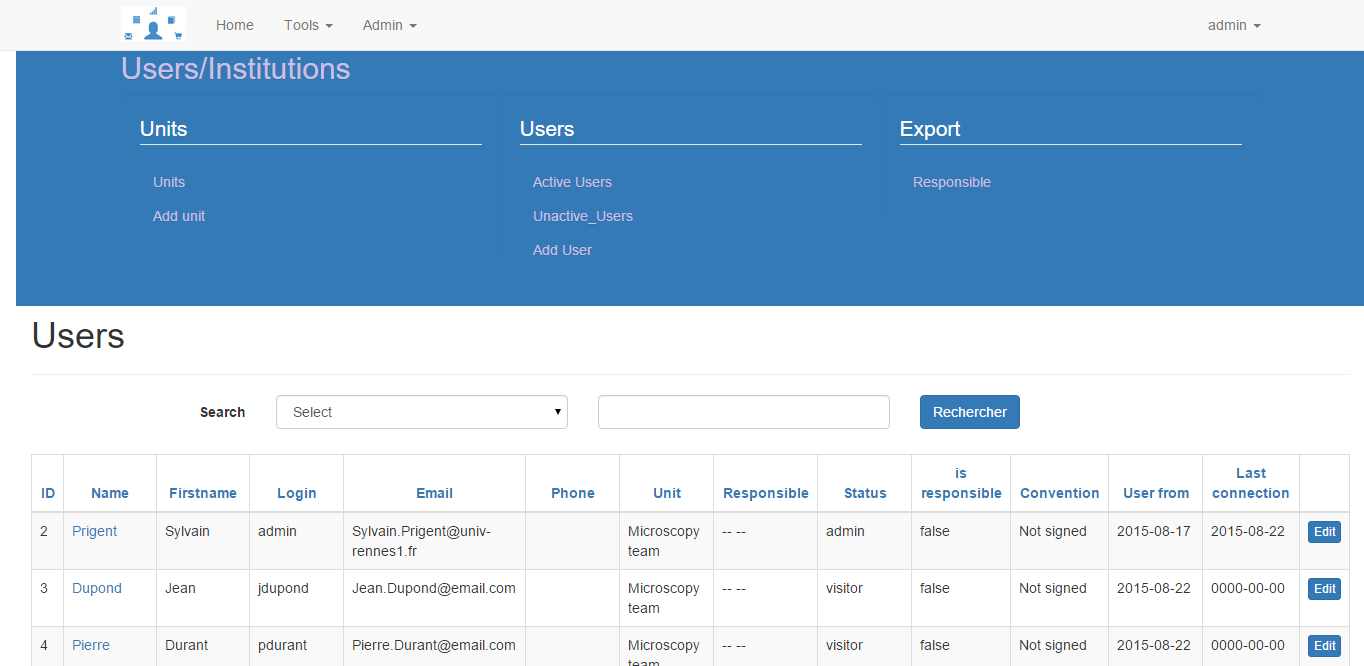 Home Tools Admin admin
Users/Institutions
Units Users Export
Units Active Users Responsible
Add unit Unactive_Users
Add User
Users
Search Select Rechercher
ID Name Firstname Login Email Phone Unit Responsible Status is responsible Convention User from Last connection
2 Prigent Sylvain admin Sylvain.Prigent@univ-rennes1.fr Microscopy team -- -- admin false Not signed 2015-08-17 2015-08-22 Edit
3 Dupond Jean jdupond Jean.Dupond@email.com Microscopy team -- -- visitor false Not signed 2015-08-22 0000-00-00 Edit
4 Pierre Durant pdurant Pierre.Durant@email.com Microscopy team -- -- visitor false Not signed 2015-08-22 0000-00-00 Edit